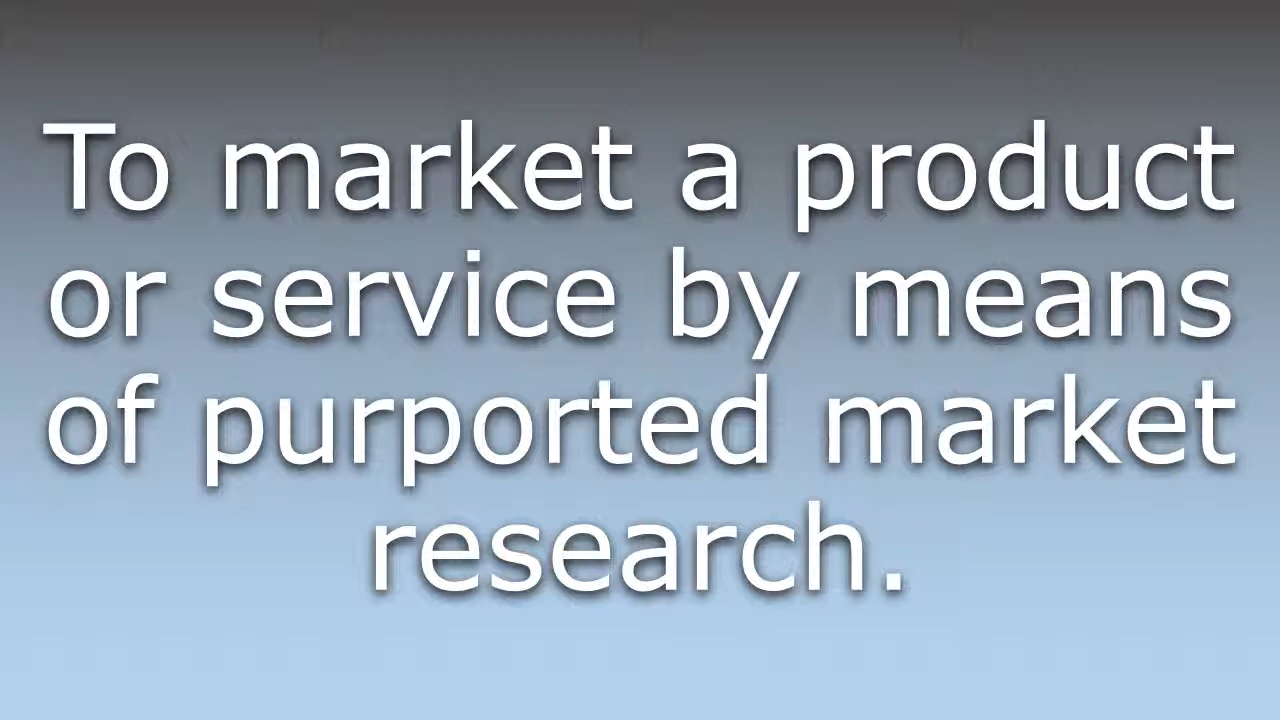 To market a product
or service by means
of purported market
research.